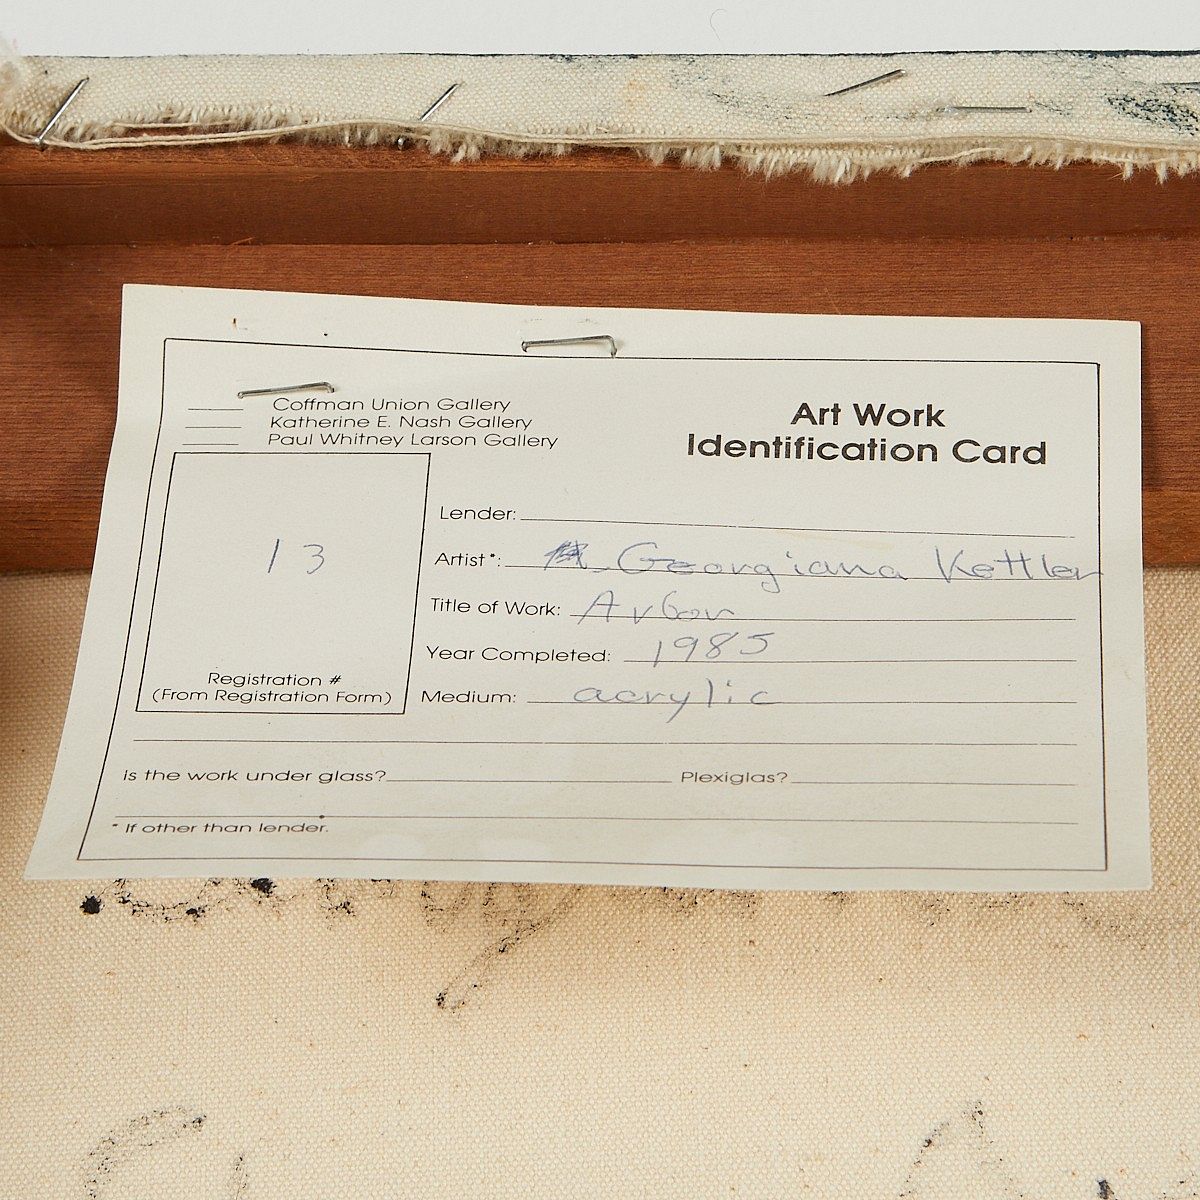 Coffman Union Gallery
Katherine E. Nash Gallery
Paul Whitney Larson Gallery
Art Work
Identification Card
13
Registration #
(From Registration Form)
Lender:
Artist*: Georgiana Kettler
Title of Work: Arbor
Year Completed: 1985
Medium: acrylic
Is the work under glass? Plexiglas?
* If other than lender.